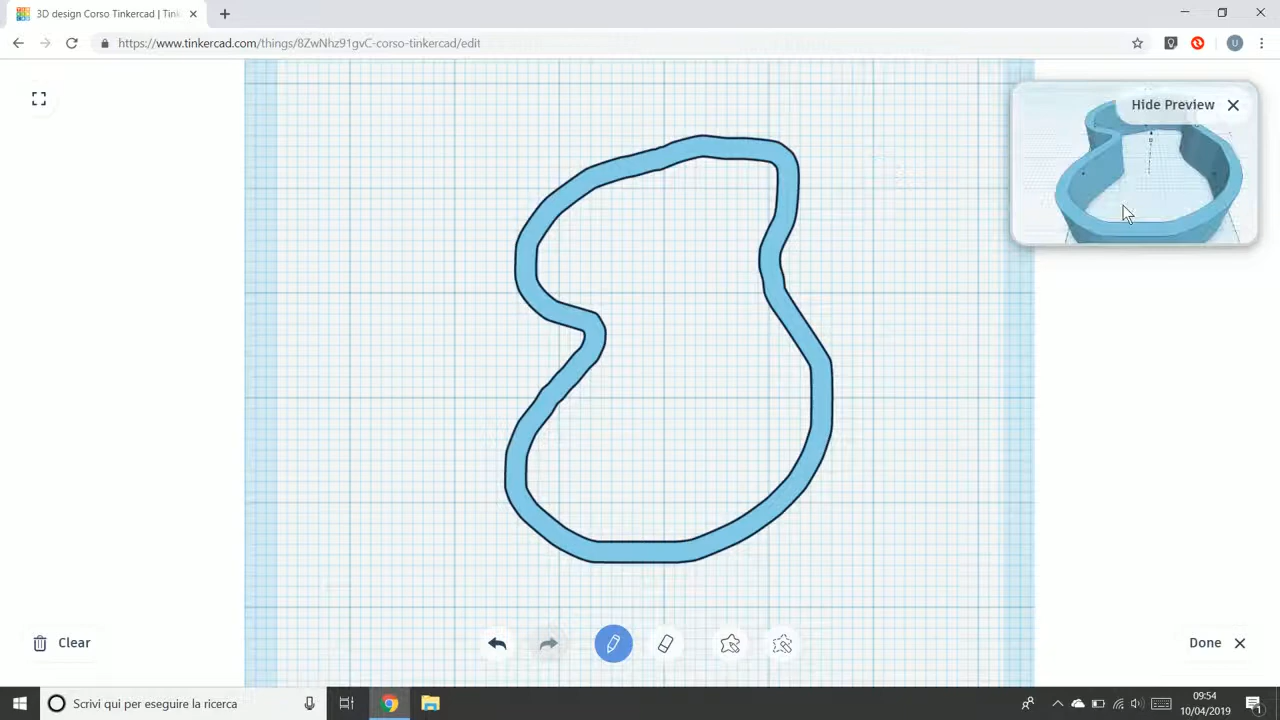 3D design Corso Tinkercad | Tink
https://www.tinkercad.com/things/8ZwNhz91gvC-corso-tinkercad/edit
U
Hide Preview
Clear
Done
Scrivi qui per eseguire la ricerca
09:54
10/04/2019
1